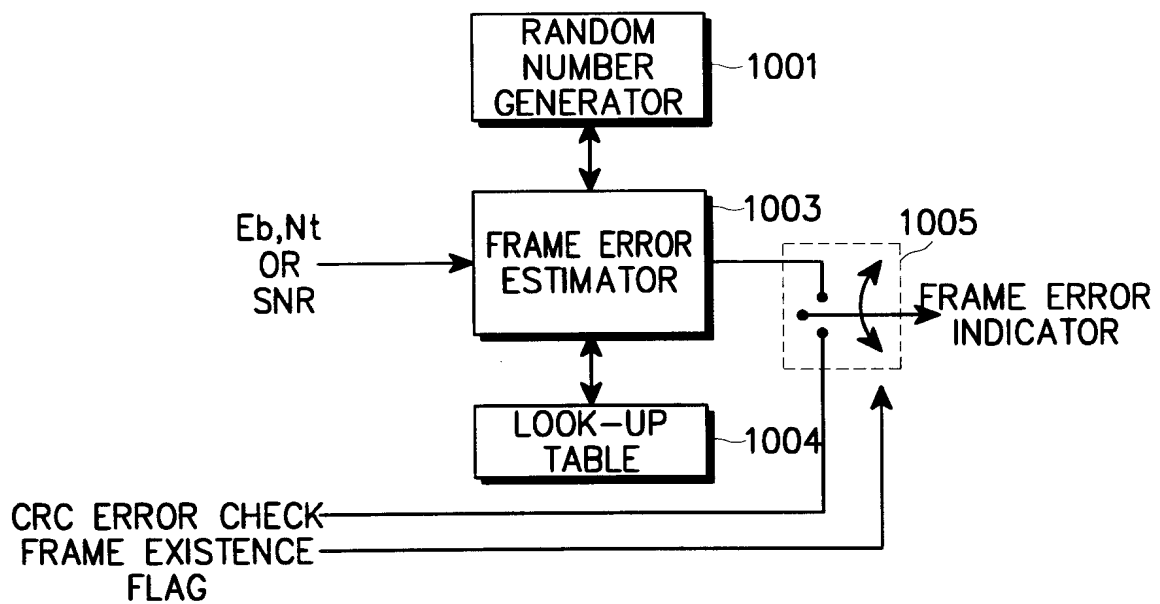 RANDOM
NUMBER
GENERATOR
1001
Eb,Nt
OR
SNR
FRAME ERROR
ESTIMATOR
1003
1005
FRAME ERROR
INDICATOR
LOOK-UP
TABLE
1004
CRC ERROR CHECK
FRAME EXISTENCE
FLAG